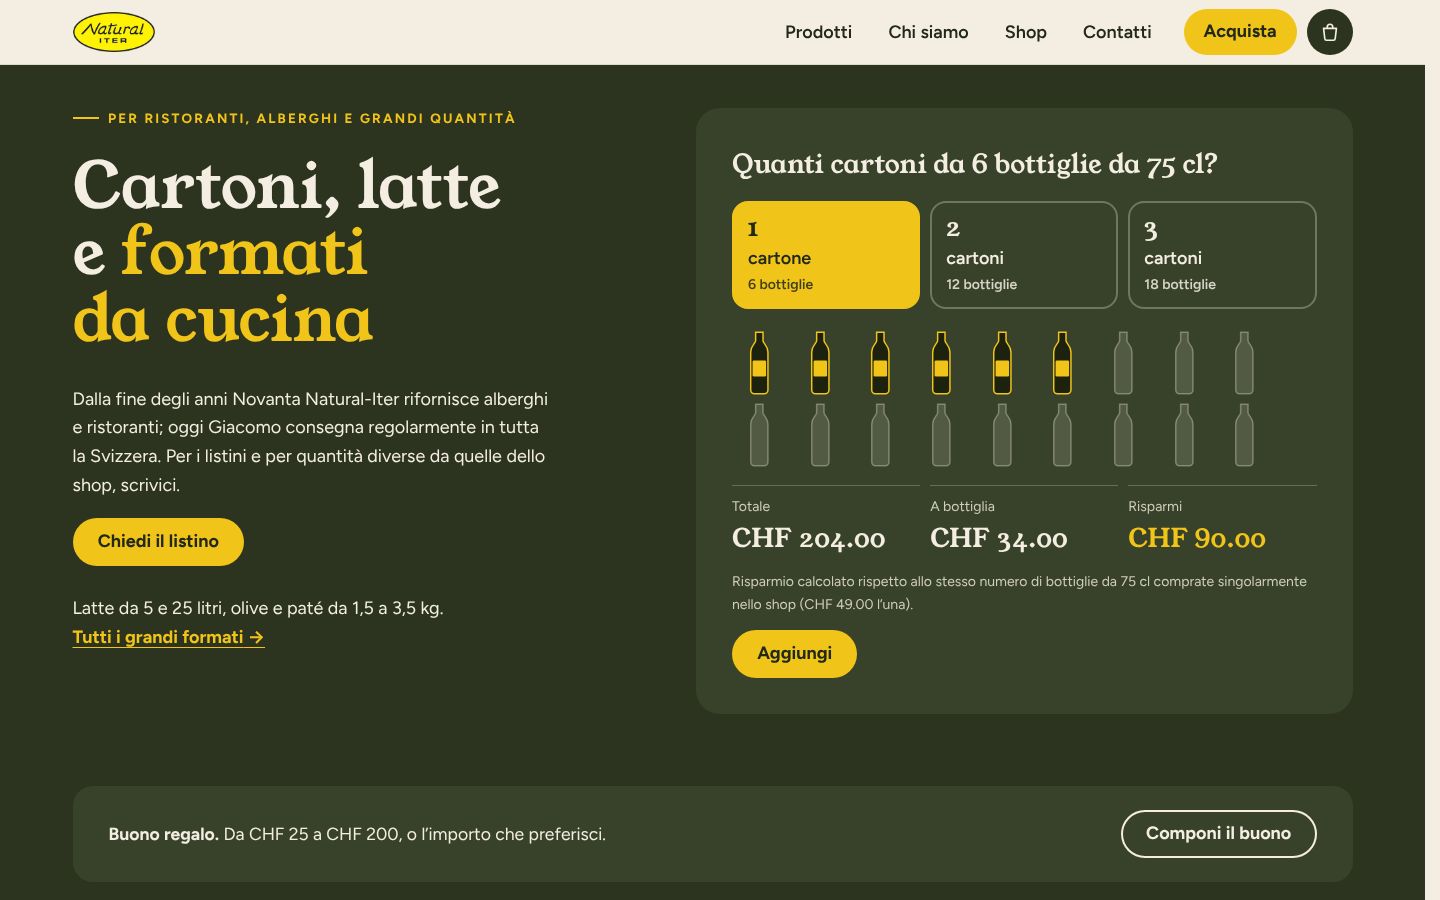 Natural
ITER
Prodotti
Chi siamo
Shop
Contatti
Acquista
PER RISTORANTI, ALBERGHI E GRANDI QUANTITÀ
Cartoni, latte
e formati
da cucina
Dalla fine degli anni Novanta Natural-Iter rifornisce alberghi
e ristoranti; oggi Giacomo consegna regolarmente in tutta
la Svizzera. Per i listini e per quantità diverse da quelle dello
shop, scrivici.
Chiedi il listino
Latte da 5 e 25 litri, olive e paté da 1,5 a 3,5 kg.
Tutti i grandi formati →
Quanti cartoni da 6 bottiglie da 75 cl?
1
cartone
6 bottiglie
2
cartoni
12 bottiglie
3
cartoni
18 bottiglie
Totale
CHF 204.00
A bottiglia
CHF 34.00
Risparmi
CHF 90.00
Risparmio calcolato rispetto allo stesso numero di bottiglie da 75 cl comprate singolarmente
nello shop (CHF 49.00 l’una).
Aggiungi
Buono regalo. Da CHF 25 a CHF 200, o l’importo che preferisci.
Componi il buono